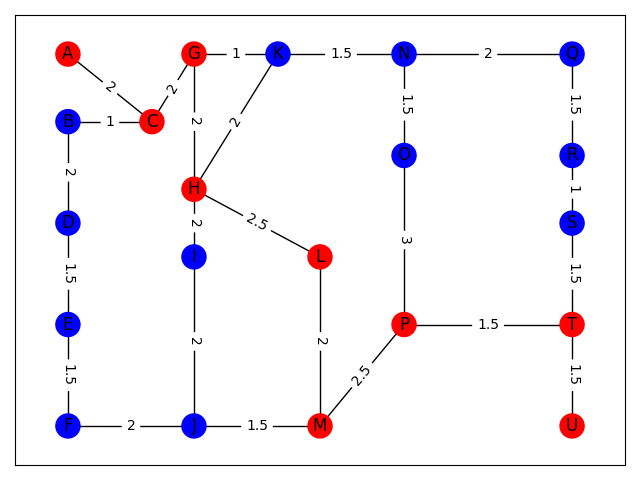 A G 1 K 1.5 N 2 Q
2 2
B 1 C 2 2 1.5 1.5
O R
2 H 2 1
D 2 2.5 S
I L 3
1.5 1.5
E P 1.5 T
1.5 2 2 2.5 1.5
F 2 J 1.5 M U